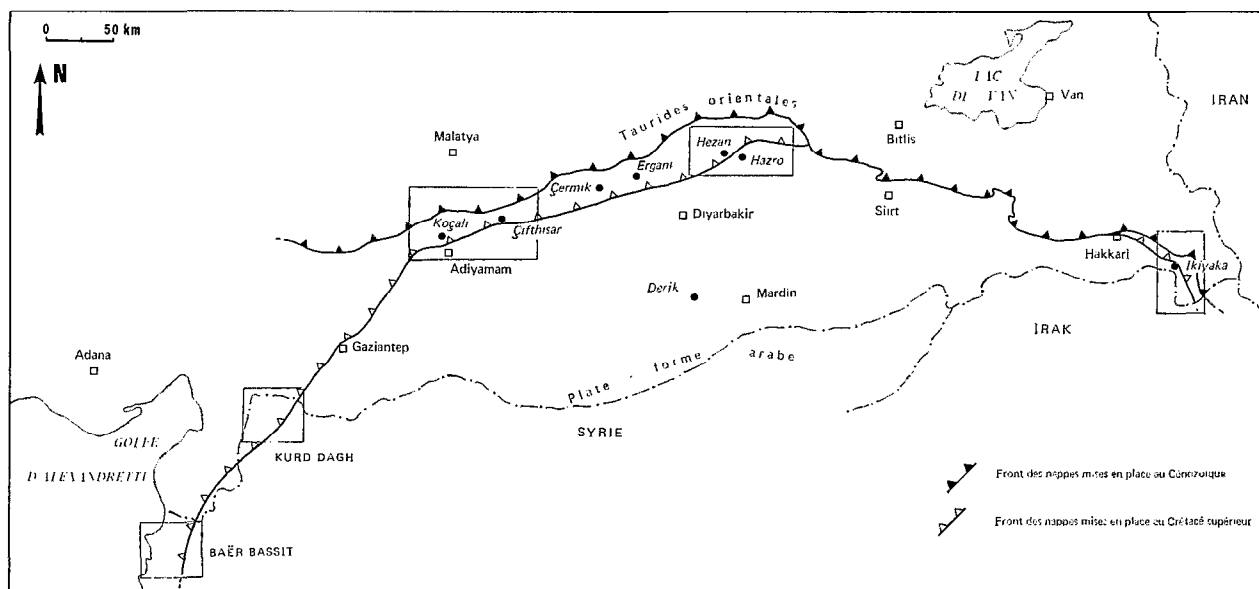 0 50 km
N
LAC
DE VAN
Van
IRAN
Taurides orientales
Malatya
Bitlis
Hezan
Hazro
Ergani
Çermik
Siirt
Koçali
Çifthisar
Diyarbakir
Adiyamam
Hakkari
Ikiyaka
Derik
Mardin
IRAK
Gaziantep
Adana
Plate-forme arabe
SYRIE
GOLFE
D'ALEXANDRETTE
KURD DAGH
BAËR BASSIT
Front des nappes mises en place au Cénozoïque
Front des nappes mises en place au Crétacé supérieur